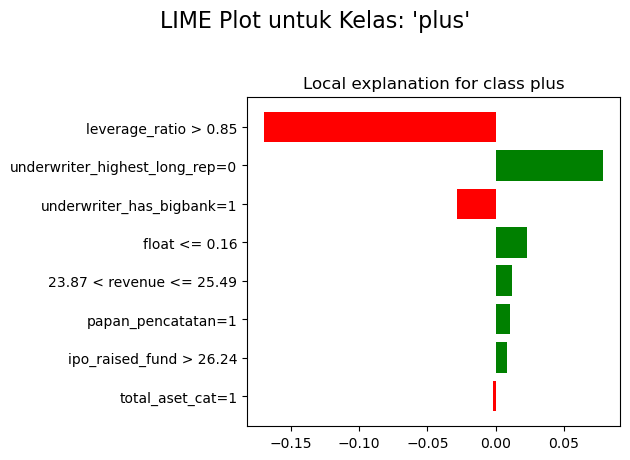 LIME Plot untuk Kelas: 'plus'
Local explanation for class plus
leverage_ratio > 0.85
underwriter_highest_long_rep=0
underwriter_has_bigbank=1
float <= 0.16
23.87 < revenue <= 25.49
papan_pencatatan=1
ipo_raised_fund > 26.24
total_aset_cat=1
−0.15 −0.10 −0.05 0.00 0.05